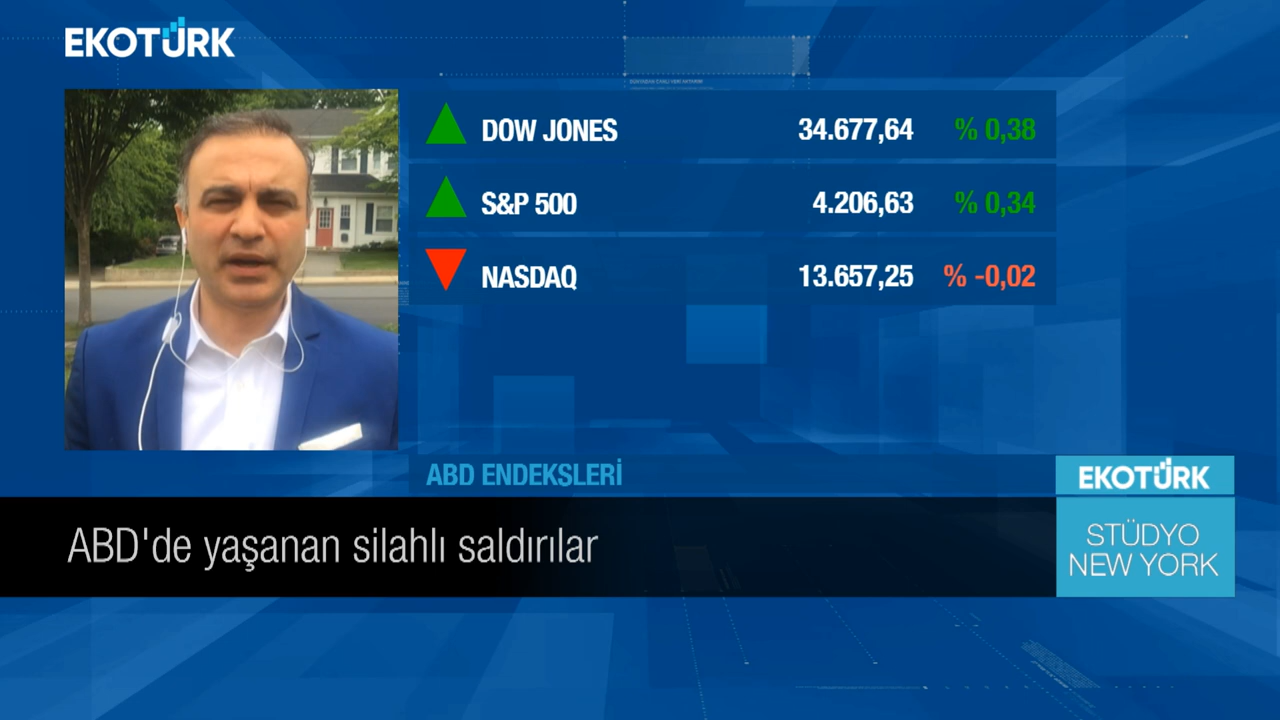 EKOTÜRK
DOW JONES 34.677,64 % 0,38
S&P 500 4.206,63 % 0,34
NASDAQ 13.657,25 % -0,02
ABD ENDEKSLERİ
EKOTÜRK
ABD'de yaşanan silahlı saldırılar
STÜDYO
NEW YORK